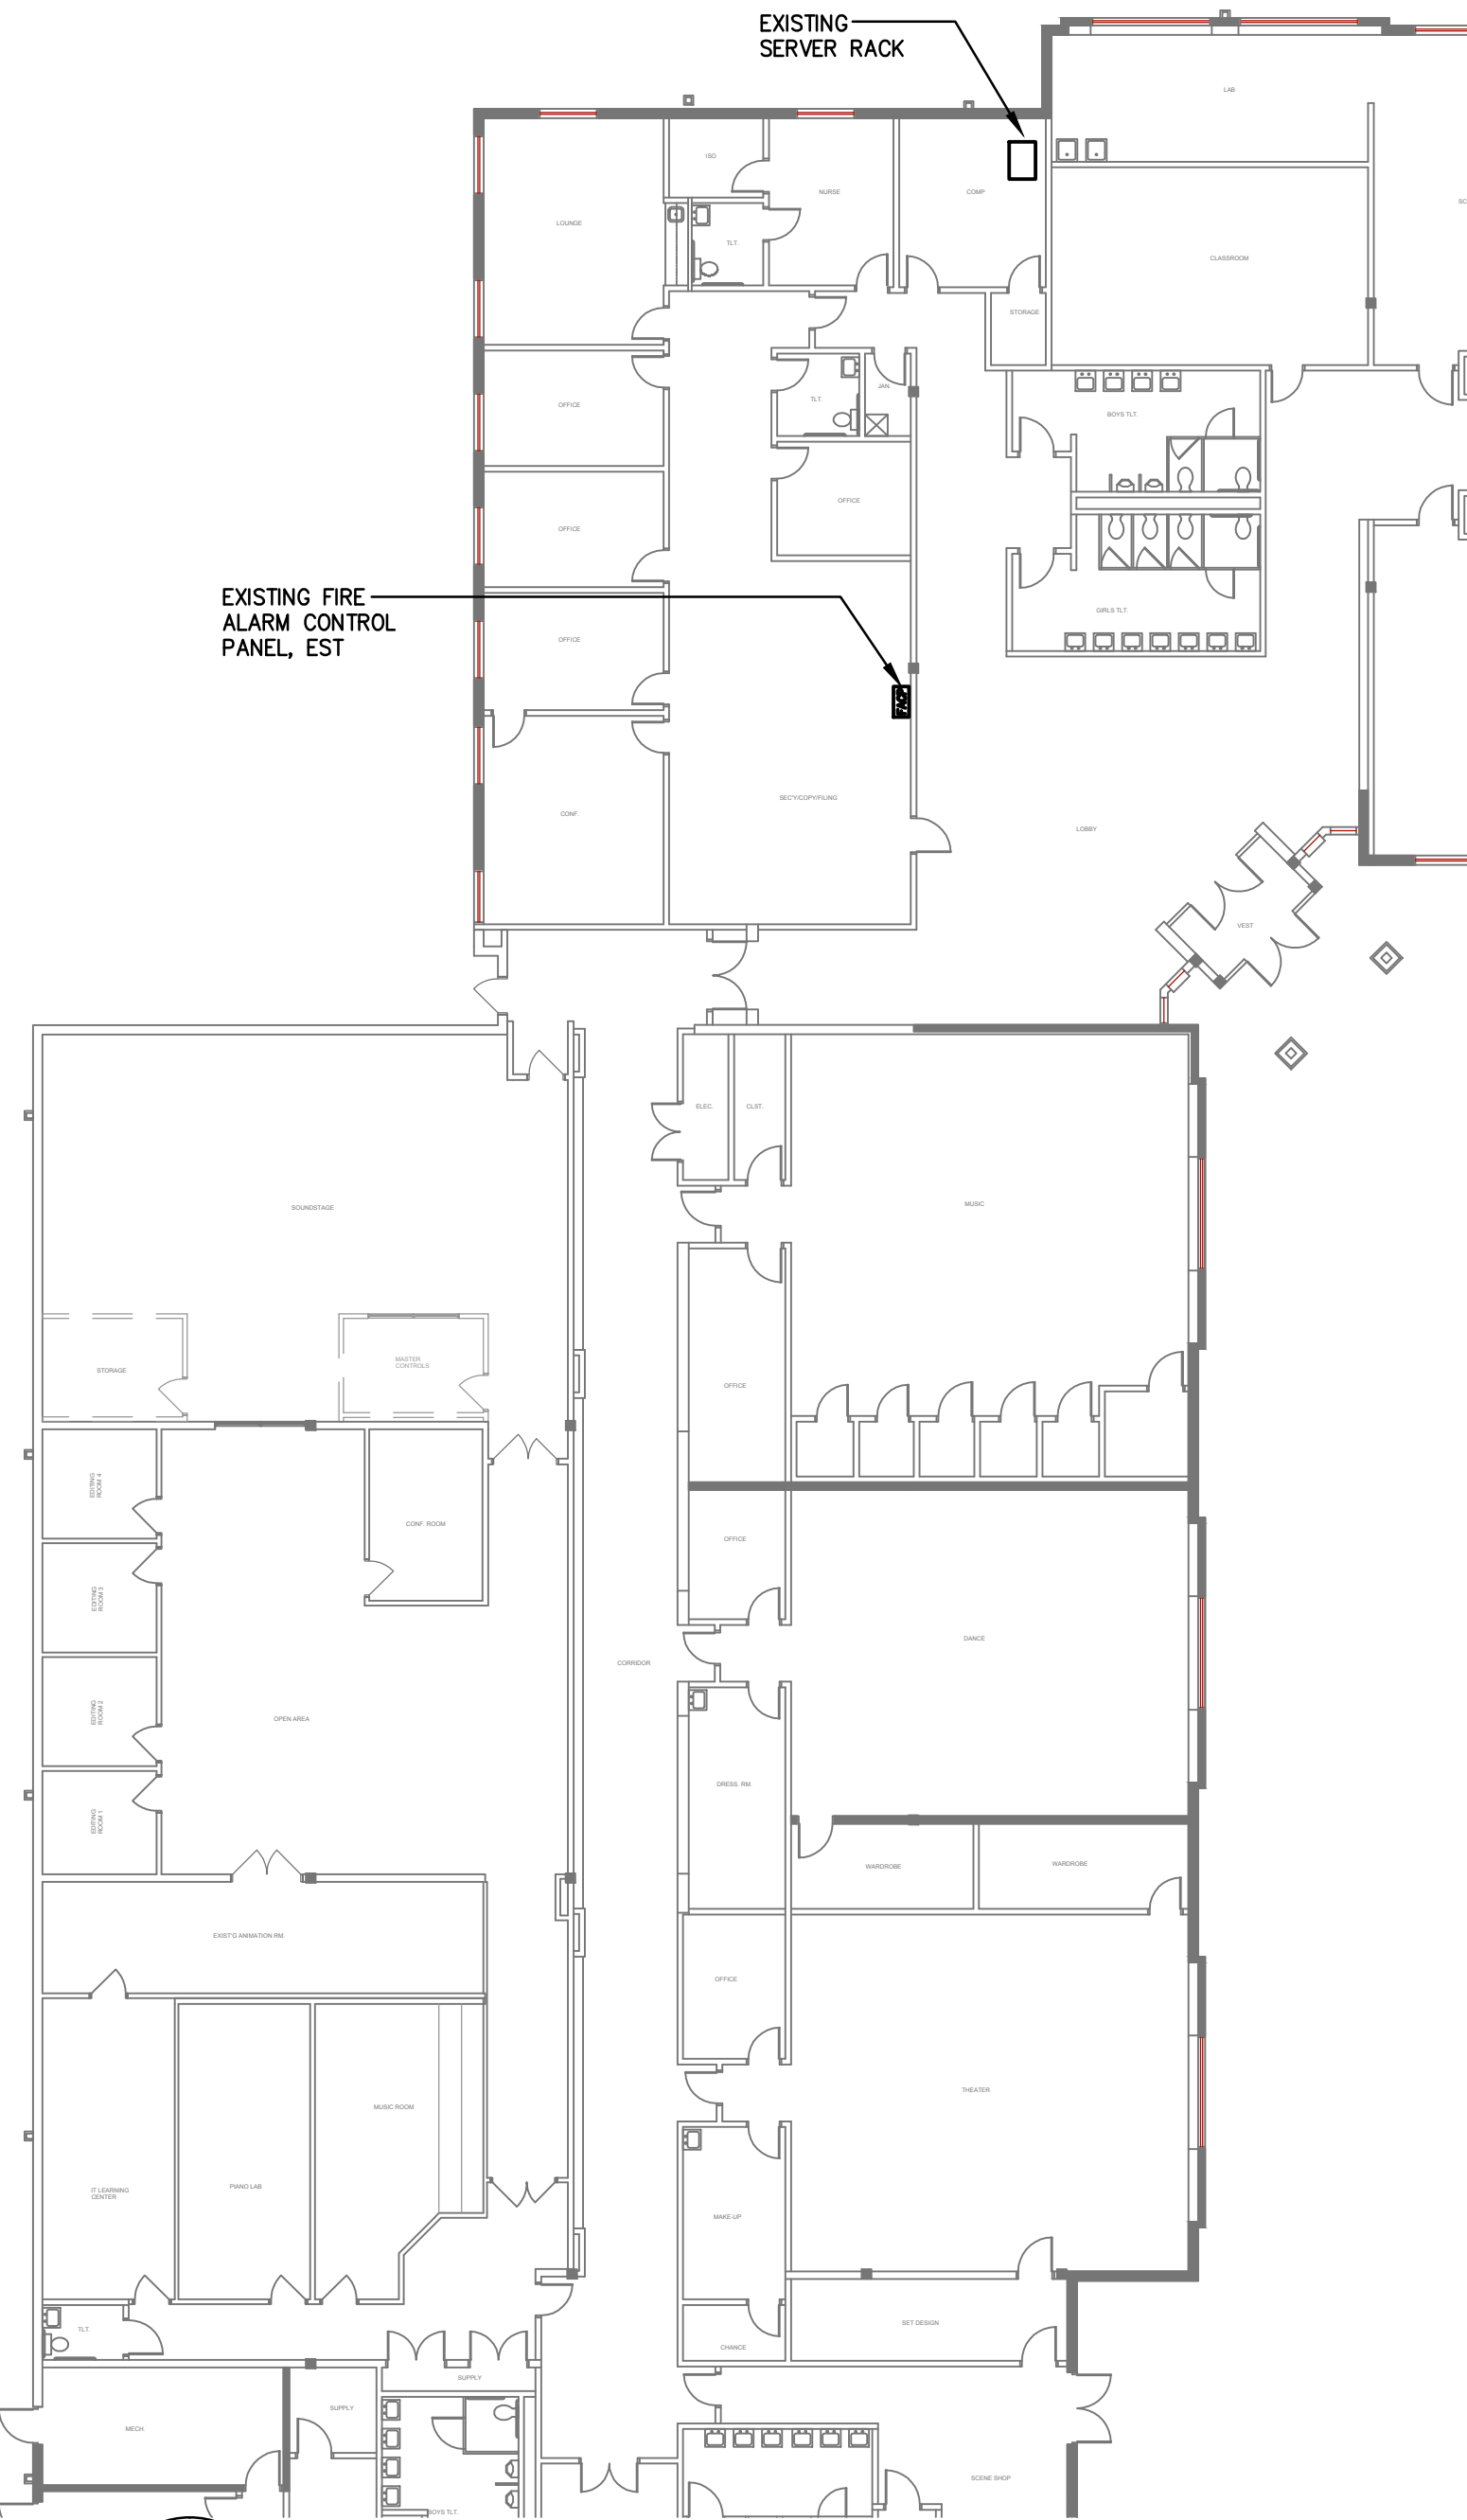 EXISTING
SERVER RACK
LAB
ISO
NURSE
COMP
LOUNGE
TLT.
CLASSROOM
STORAGE
OFFICE
TLT.
JAN.
BOYS TLT.
OFFICE
OFFICE
EXISTING FIRE
ALARM CONTROL
PANEL, EST
OFFICE
GIRLS TLT.
FACP
CONF.
SEC'Y/COPY/FILING
LOBBY
VEST
ELEC.
CLST.
SOUNDSTAGE
MUSIC
STORAGE
MASTER
CONTROLS
OFFICE
EDITING
ROOM 4
CONF. ROOM
OFFICE
EDITING
ROOM 3
DANCE
CORRIDOR
EDITING
ROOM 2
OPEN AREA
DRESS. RM.
EDITING
ROOM 1
WARDROBE
WARDROBE
EXIST'G ANIMATION RM.
OFFICE
THEATER
MUSIC ROOM
IT LEARNING
CENTER
PIANO LAB
MAKE-UP
TLT.
SET DESIGN
CHANCE
SUPPLY
SUPPLY
MECH.
SCENE SHOP
BOYS TLT.